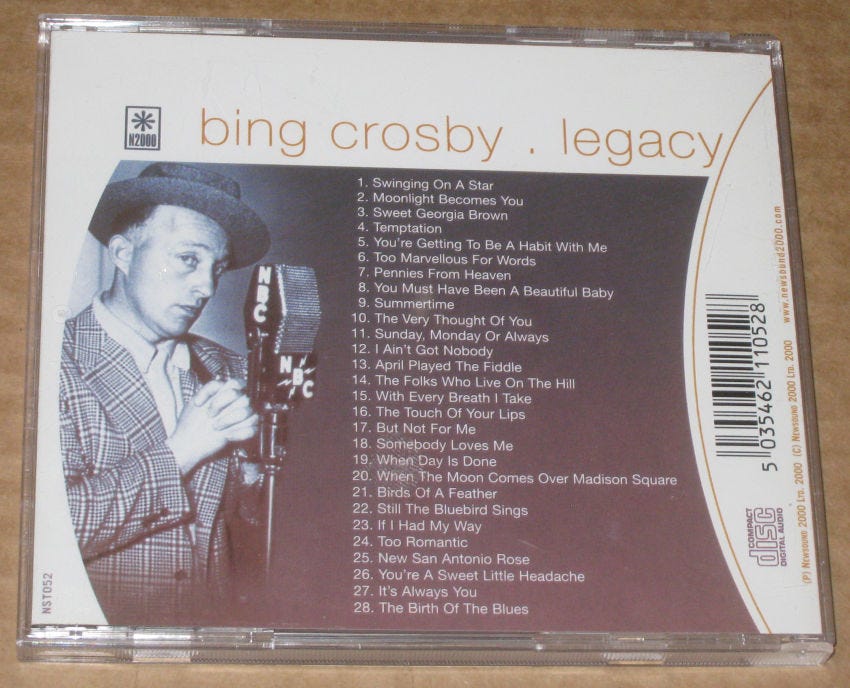 N2000
bing crosby . legacy
1. Swinging On A Star
2. Moonlight Becomes You
3. Sweet Georgia Brown
4. Temptation
5. You're Getting To Be A Habit With Me
6. Too Marvellous For Words
7. Pennies From Heaven
8. You Must Have Been A Beautiful Baby
9. Summertime
10. The Very Thought Of You
11. Sunday, Monday Or Always
12. I Ain't Got Nobody
13. April Played The Fiddle
14. The Folks Who Live On The Hill
15. With Every Breath I Take
16. The Touch Of Your Lips
17. But Not For Me
18. Somebody Loves Me
19. When Day Is Done
20. When The Moon Comes Over Madison Square
21. Birds Of A Feather
22. Still The Bluebird Sings
23. If I Had My Way
24. Too Romantic
25. New San Antonio Rose
26. You're A Sweet Little Headache
27. It's Always You
28. The Birth Of The Blues
NBC
NBC
NST052
5 035462 110528
COMPACT
disc
DIGITAL AUDIO
(P) Newsound 2000 Ltd. 2000 (C) Newsound 2000 Ltd. 2000 www.newsound2000.com